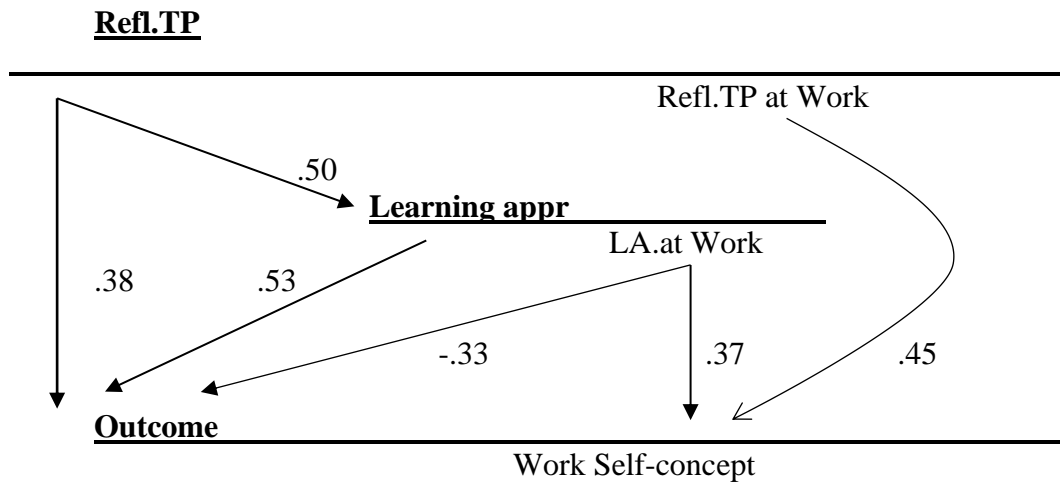 Refl.TP
Refl.TP at Work
.50
Learning appr
LA.at Work
.38
.53
-.33
.37
.45
Outcome
Work Self-concept